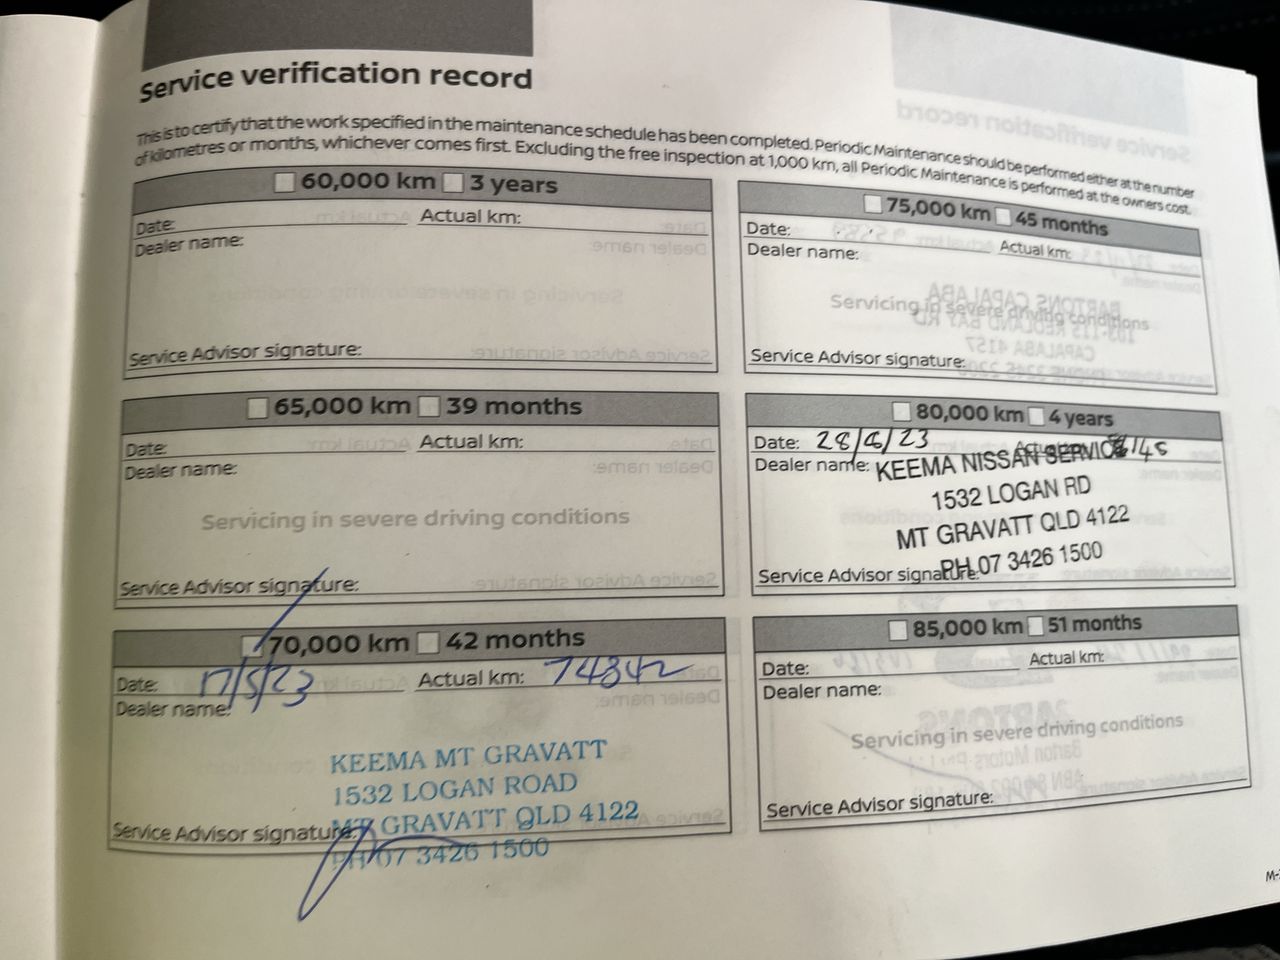 Service verification record
This is to certify that the work specified in the maintenance schedule has been completed. Periodic Maintenance should be performed either at the number
of kilometres or months, whichever comes first. Excluding the free inspection at 1,000 km, all Periodic Maintenance is performed at the owners cost.
60,000 km 3 years
Date: Actual km:
Dealer name:
Service Advisor signature:
65,000 km 39 months
Date: Actual km:
Dealer name:
Servicing in severe driving conditions
Service Advisor signature:
70,000 km 42 months
Date: 17/5/23 Actual km: 74842
Dealer name:
KEEMA MT GRAVATT
1532 LOGAN ROAD
MT GRAVATT QLD 4122
Service Advisor signature:
PH 07 3426 1500
75,000 km 45 months
Date: Actual km:
Dealer name:
Servicing in severe driving conditions
Service Advisor signature:
80,000 km 4 years
Date: 28/6/23
Dealer name: KEEMA NISSAN SERVICE
1532 LOGAN RD
MT GRAVATT QLD 4122
PH 07 3426 1500
Service Advisor signature:
85,000 km 51 months
Date: Actual km:
Dealer name:
Servicing in severe driving conditions
Service Advisor signature: